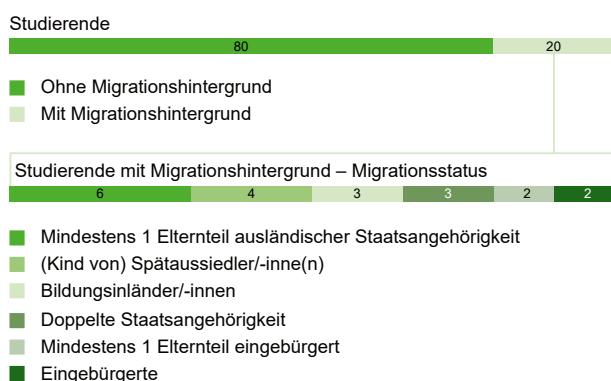 Studierende
80 20
Ohne Migrationshintergrund
Mit Migrationshintergrund
Studierende mit Migrationshintergrund – Migrationsstatus
6 4 3 3 2 2
Mindestens 1 Elternteil ausländischer Staatsangehörigkeit
(Kind von) Spätaussiedler/-inne(n)
Bildungsinländer/-innen
Doppelte Staatsangehörigkeit
Mindestens 1 Elternteil eingebürgert
Eingebürgerte